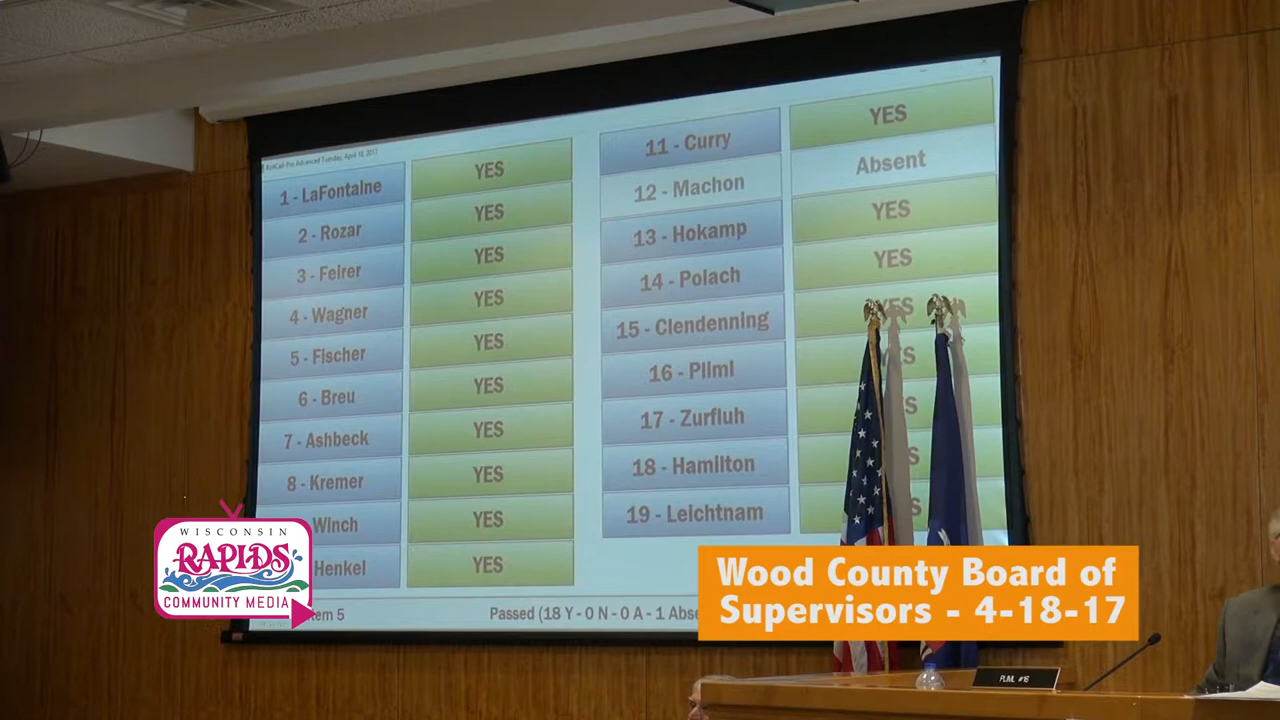 RollCall-Pro Advanced Tuesday, April 18, 2017
1 - LaFontaine YES
2 - Rozar YES
3 - Feirer YES
4 - Wagner YES
5 - Fischer YES
6 - Breu YES
7 - Ashbeck YES
8 - Kremer YES
Winch YES
Henkel YES
11 - Curry YES
12 - Machon Absent
13 - Hokamp YES
14 - Polach YES
15 - Clendenning YES
16 - Pliml YES
17 - Zurfluh
18 - Hamilton
19 - Leichtnam
Item 5 Passed (18 Y - 0 N - 0 A - 1 Abse
WISCONSIN
RAPIDS
COMMUNITY MEDIA
Wood County Board of
Supervisors - 4-18-17
PLIML #16